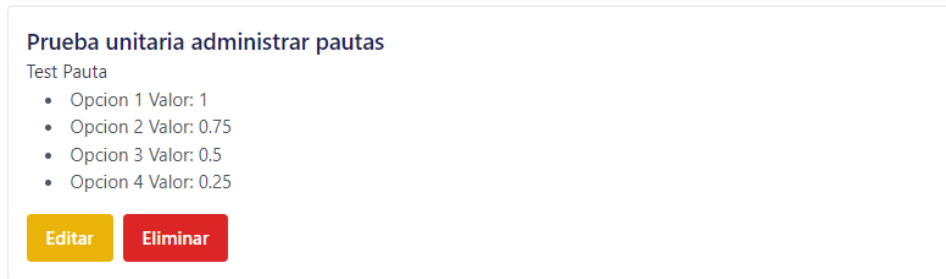 Prueba unitaria administrar pautas
Test Pauta
Opcion 1 Valor: 1
Opcion 2 Valor: 0.75
Opcion 3 Valor: 0.5
Opcion 4 Valor: 0.25
Editar Eliminar